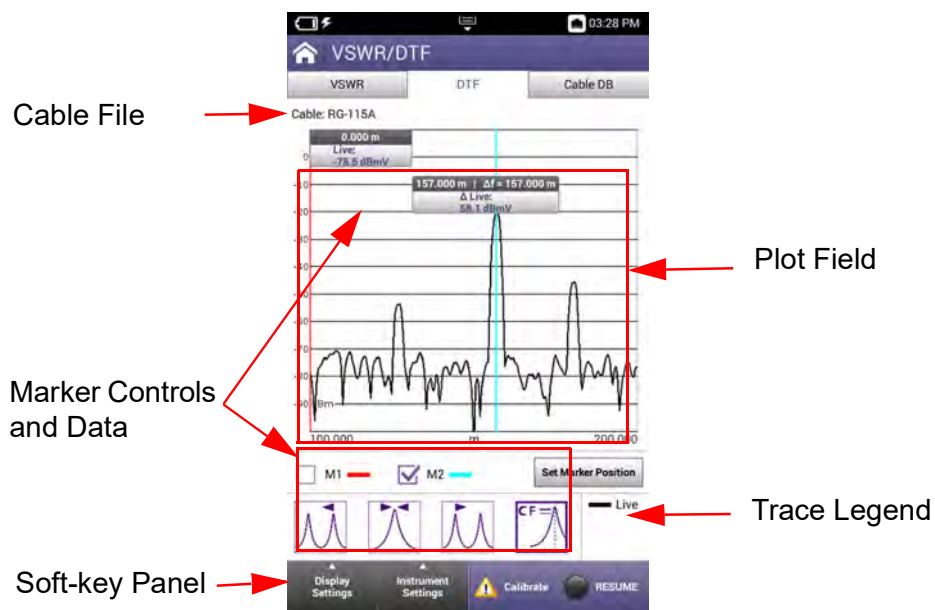 03:28 PM
VSWR/DTF
VSWR
DTF
Cable DB
Cable File
Cable: RG-115A
0.000 m
Live:
-78.5 dBmV
0
-10
157.000 m | Δf = 157.000 m
Δ Live:
58.1 dBmV
-20
-30
Plot Field
-40
-50
-60
-70
-80
Marker Controls
and Data
-90
100.000
m
200.000
M1
M2
Set Marker Position
CF
Live
Trace Legend
Soft-key Panel
Display
Settings
Instrument
Settings
Calibrate
RESUME